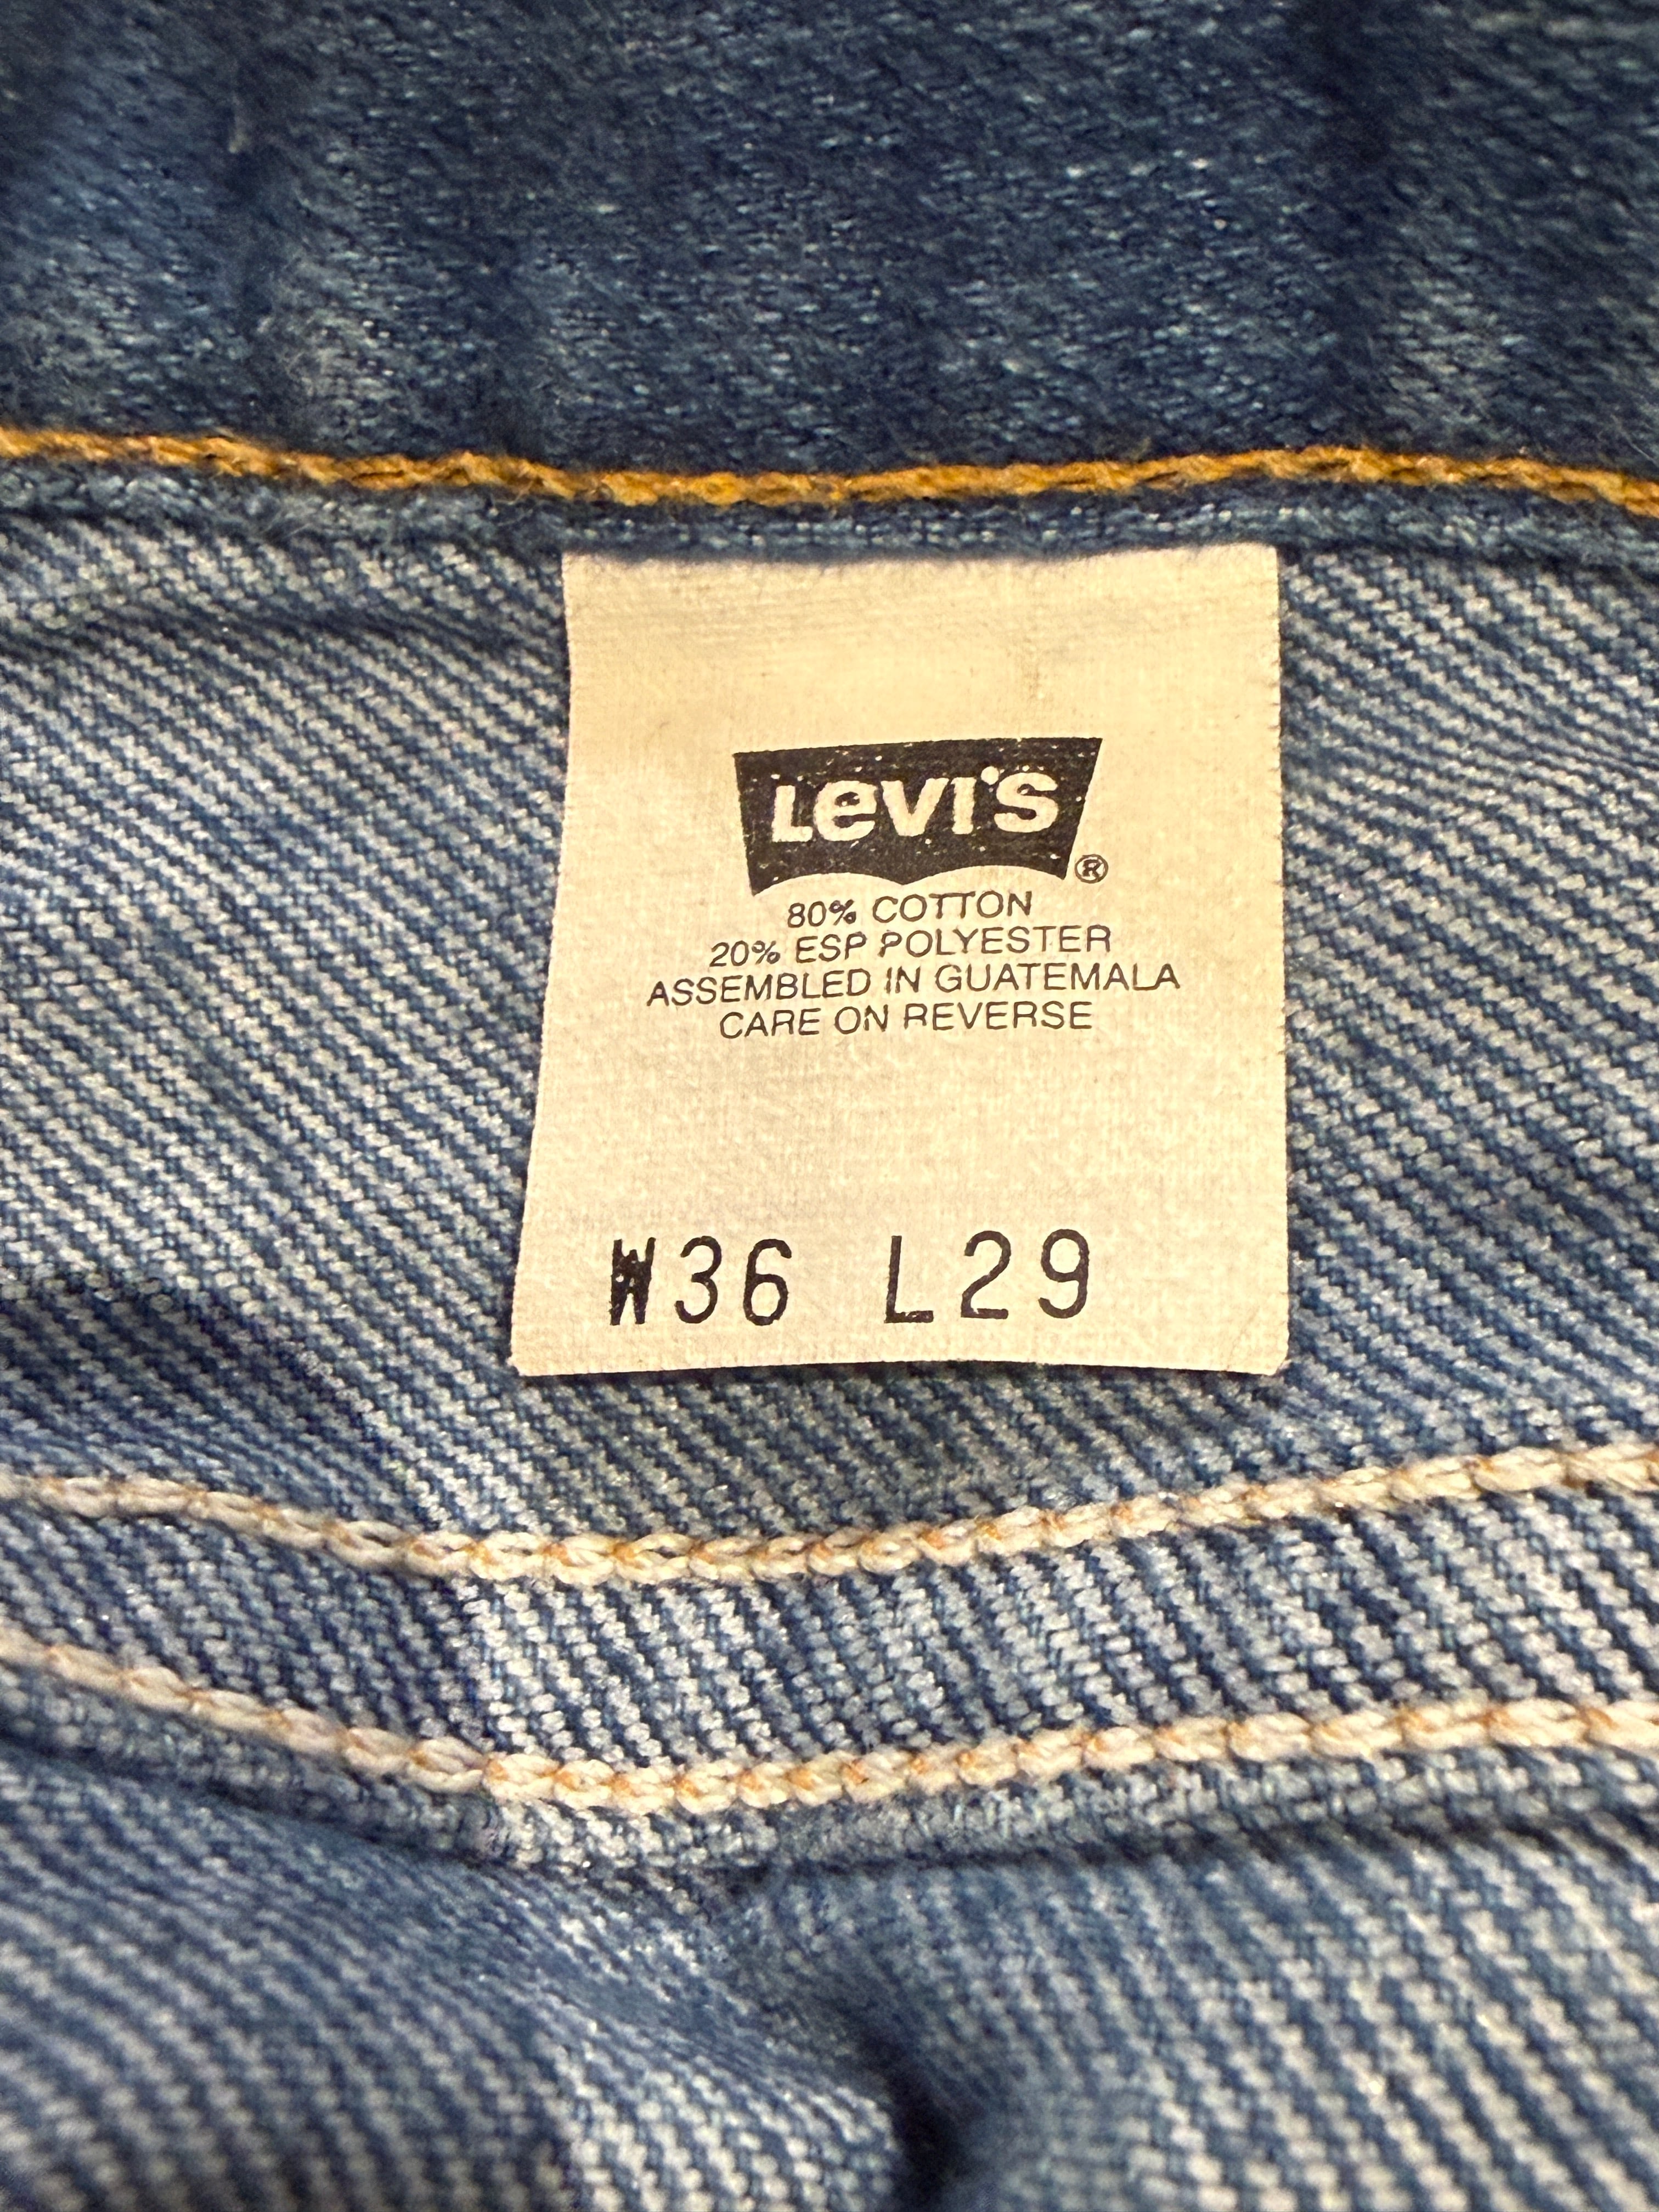 Levi's
®
80% COTTON
20% ESP POLYESTER
ASSEMBLED IN GUATEMALA
CARE ON REVERSE
W36 L29